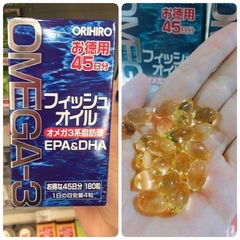 ORIHIRO
お徳用
45日分
OMEGA-3
フィッシュ
オイル
オメガ3系脂肪酸
EPA&DHA
お得な45日分 180粒
1日の目安量4粒
お徳用
45日分